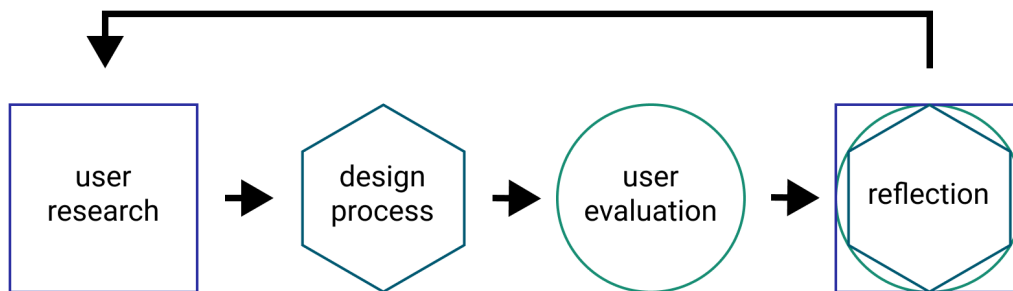 user
research
design
process
user
evaluation
reflection